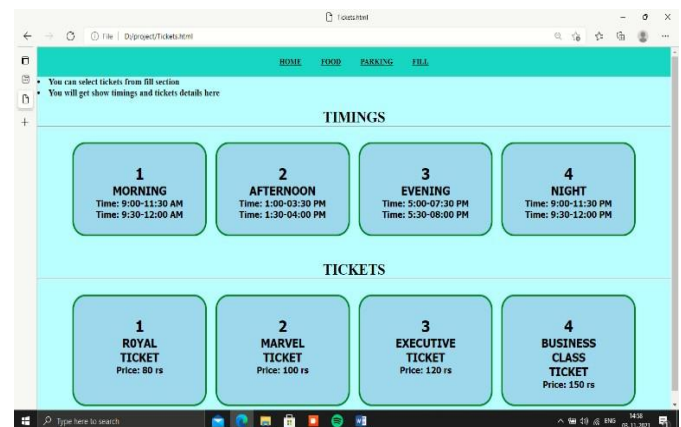 Tickets.html
File | D:/project/Tickets.html
HOME FOOD PARKING FILL
• You can select tickets from fill section
• You will get show timings and tickets details here
TIMINGS
1
MORNING
Time: 9:00-11:30 AM
Time: 9:30-12:00 AM
2
AFTERNOON
Time: 1:00-03:30 PM
Time: 1:30-04:00 PM
3
EVENING
Time: 5:00-07:30 PM
Time: 5:30-08:00 PM
4
NIGHT
Time: 9:00-11:30 PM
Time: 9:30-12:00 PM
TICKETS
1
R0YAL
TICKET
Price: 80 rs
2
MARVEL
TICKET
Price: 100 rs
3
EXECUTIVE
TICKET
Price: 120 rs
4
BUSINESS
CLASS
TICKET
Price: 150 rs
Type here to search
ENG
14:58
03-11-2021